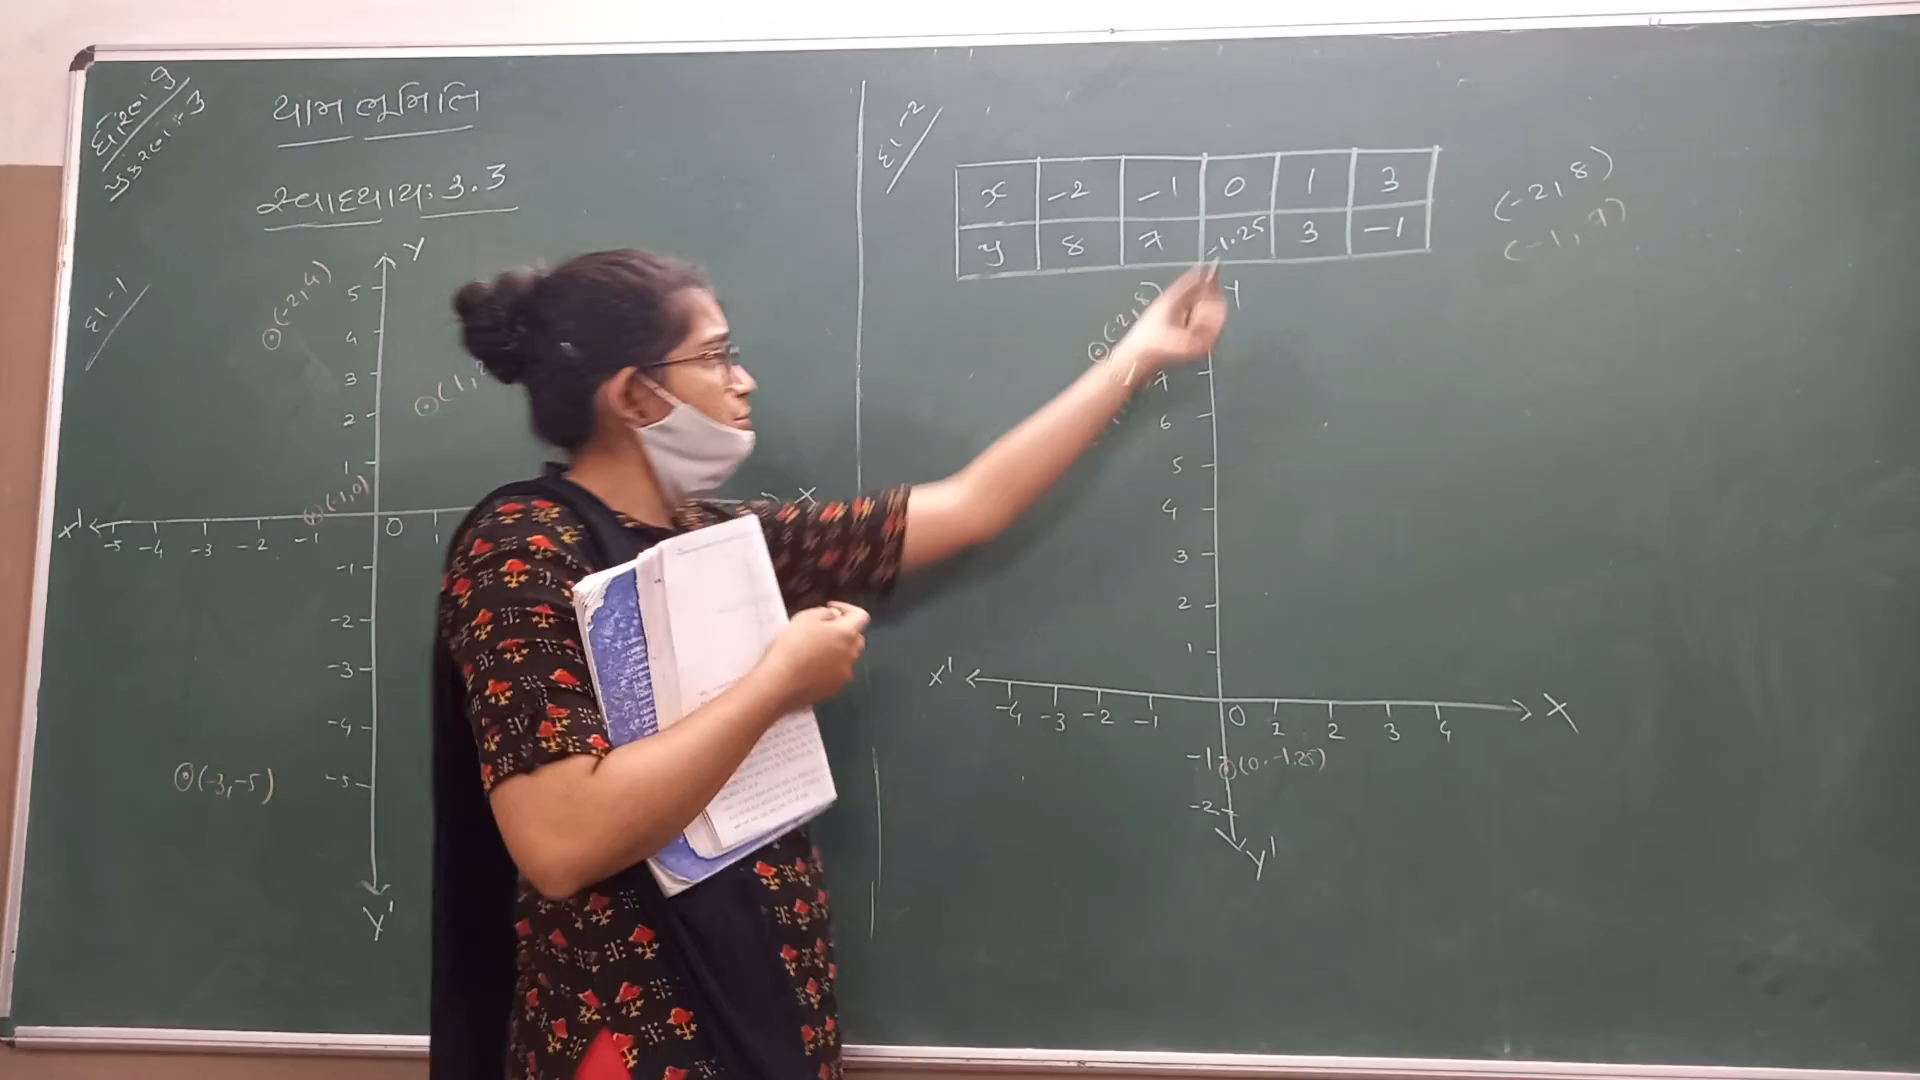 ધોરણ 9
પ્રકરણ-3
યામ ભૂમિતિ
સ્વાધ્યાય: 3.3
દા-1
Y
(-2, 4)
5
4
3
2
1
(1, 2
(-1, 0)
X' -5 -4 -3 -2 -1 0 1 X
-1
-2
-3
-4
-5
(-3, -5)
Y'
દા-2
x -2 -1 0 1 3
y 8 7 -1.25 3 -1
(-2, 8)
(-1, 7)
Y
(-2, 8)
7
6
5
4
3
2
1
X' -4 -3 -2 -1 0 1 2 3 4 X
-1 (0, -1.25)
-2
Y'